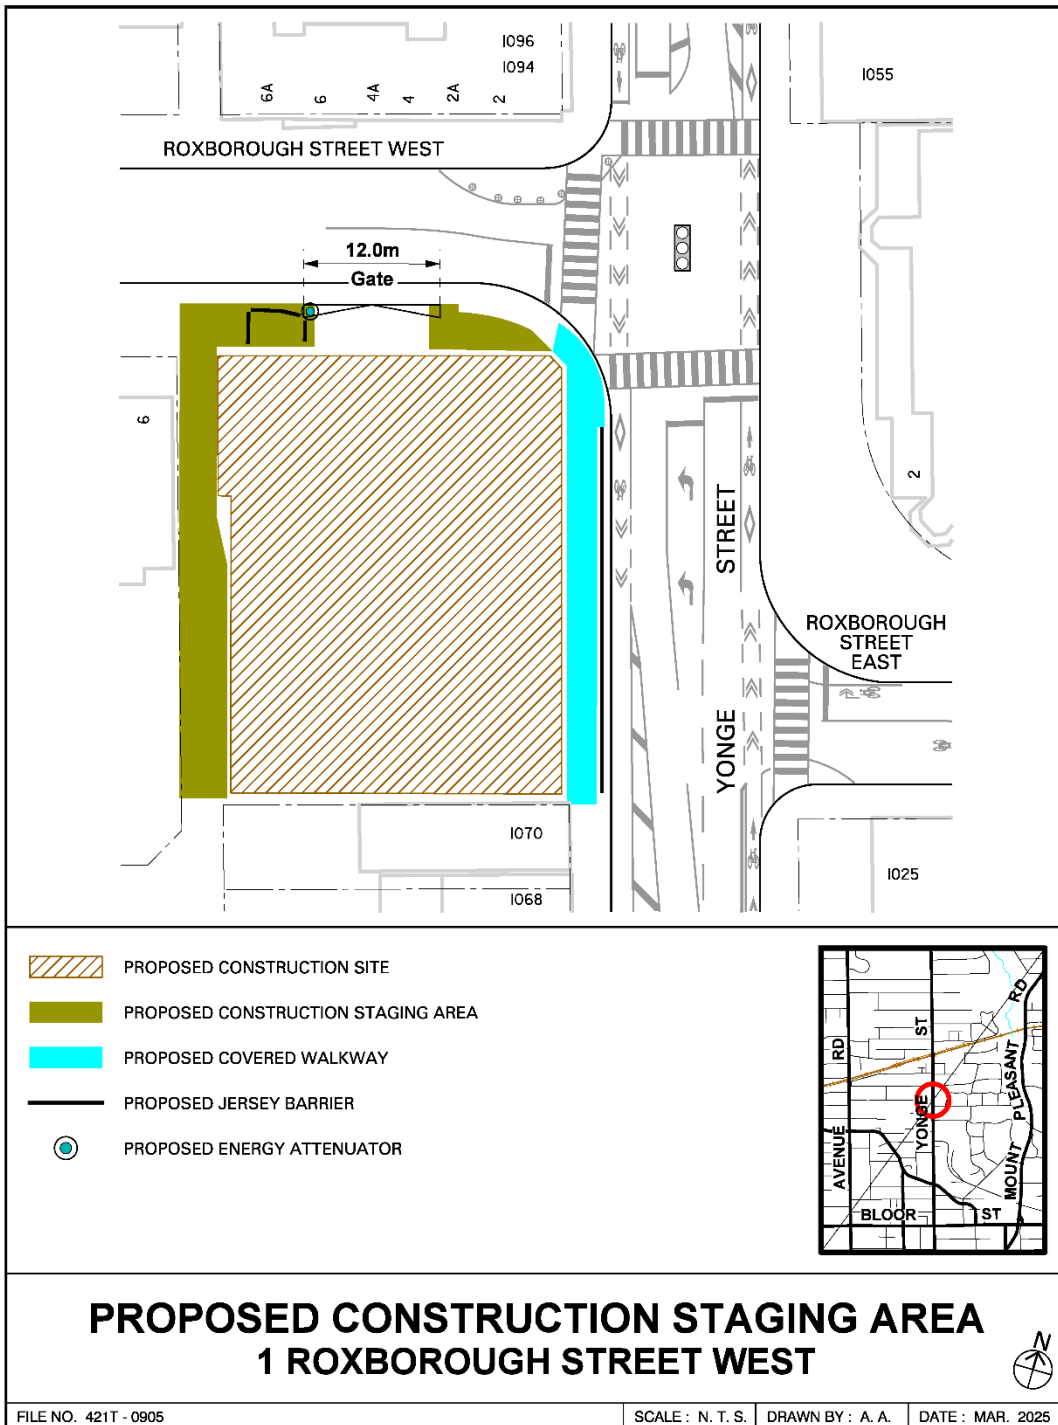 1096
1094
6A
6
4A
4
2A
2
1055
ROXBOROUGH STREET WEST
12.0m
Gate
6
2
YONGE STREET
ROXBOROUGH
STREET
EAST
1070
1068
1025
PROPOSED CONSTRUCTION SITE
PROPOSED CONSTRUCTION STAGING AREA
PROPOSED COVERED WALKWAY
PROPOSED JERSEY BARRIER
PROPOSED ENERGY ATTENUATOR
AVENUE RD
YONGE ST
MOUNT PLEASANT RD
BLOOR ST
PROPOSED CONSTRUCTION STAGING AREA
1 ROXBOROUGH STREET WEST
N
FILE NO. 421T - 0905
SCALE : N. T. S.
DRAWN BY : A. A.
DATE : MAR. 2025